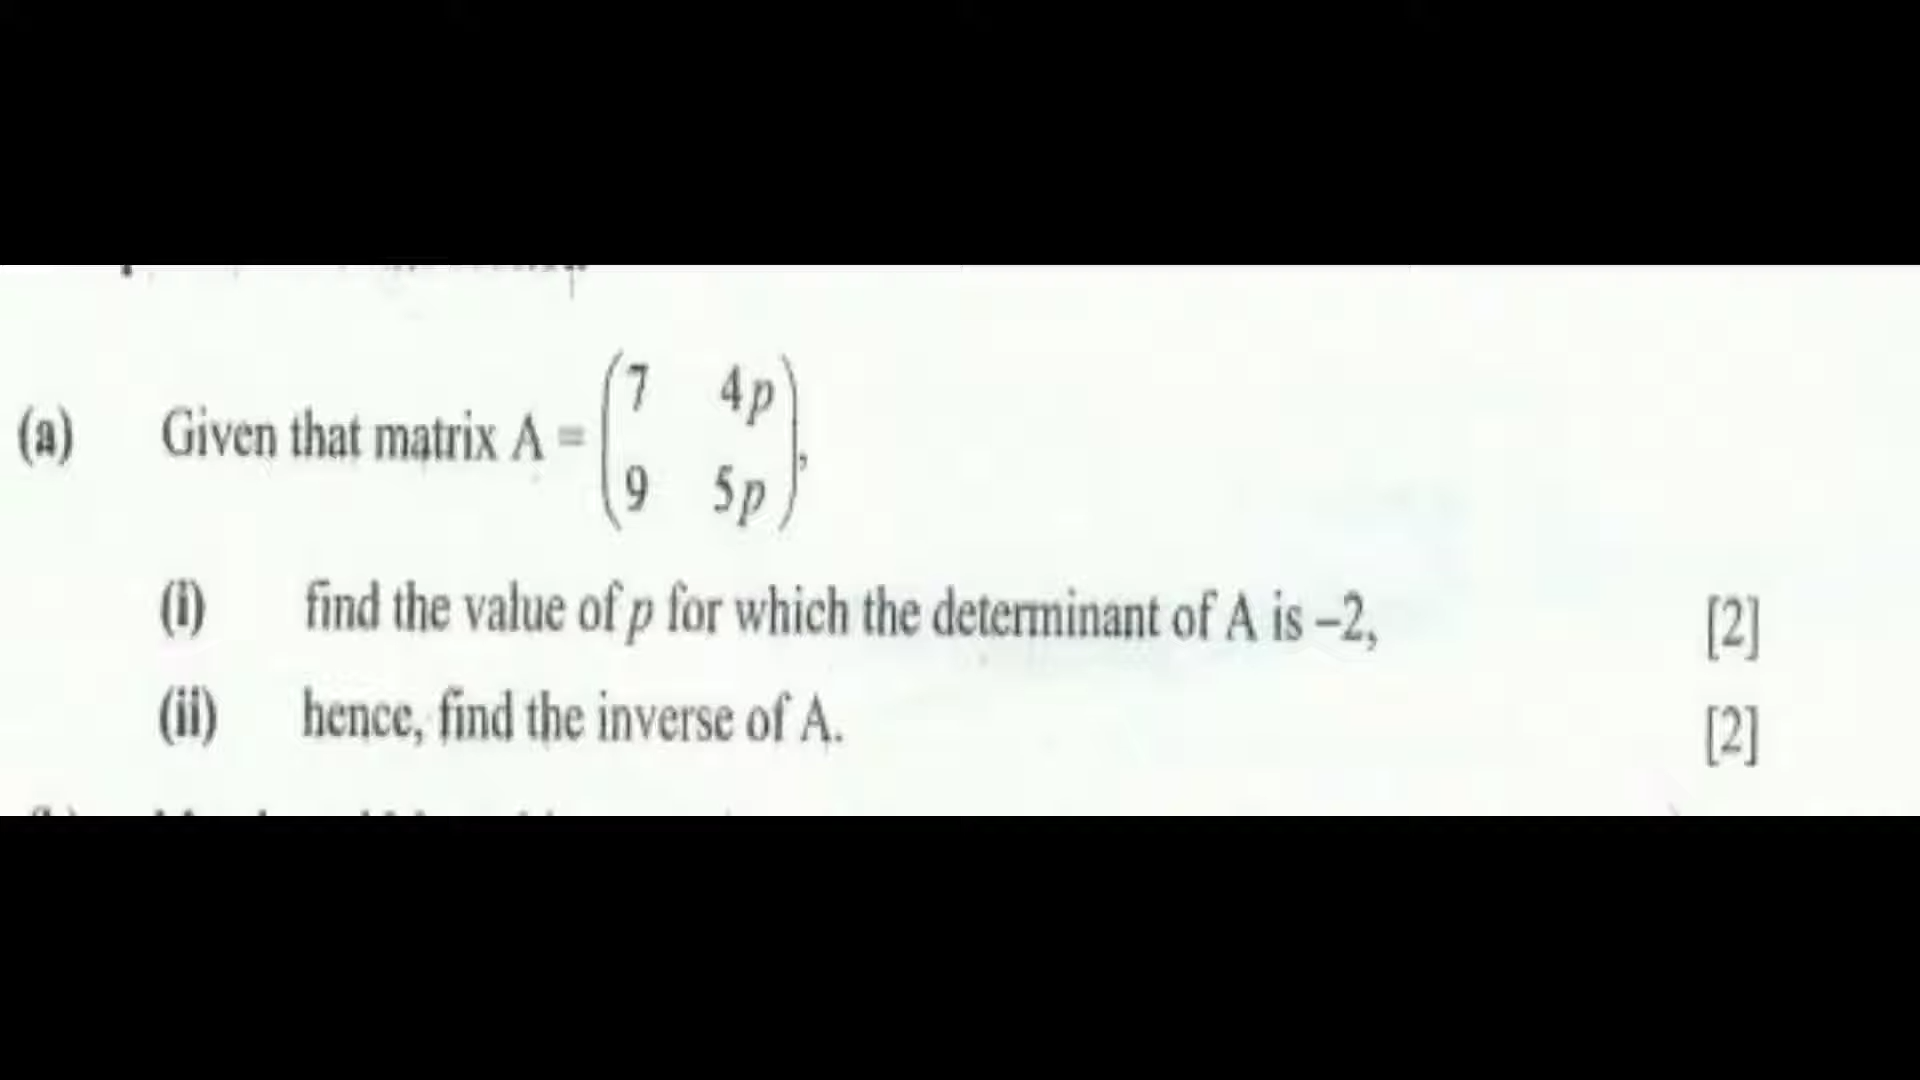 (a) Given that matrix A = (7 4p
9 5p),
(i) find the value of p for which the determinant of A is –2, [2]
(ii) hence, find the inverse of A. [2]